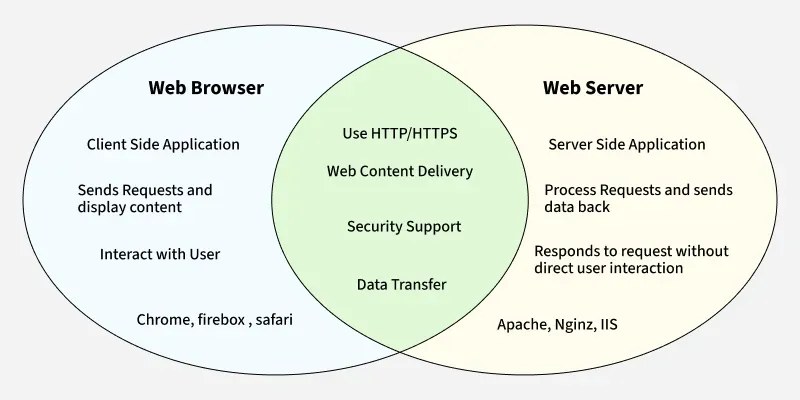 Web Browser
Client Side Application
Sends Requests and
display content
Interact with User
Chrome, firebox , safari
Use HTTP/HTTPS
Web Content Delivery
Security Support
Data Transfer
Web Server
Server Side Application
Process Requests and sends
data back
Responds to request without
direct user interaction
Apache, Nginz, IIS